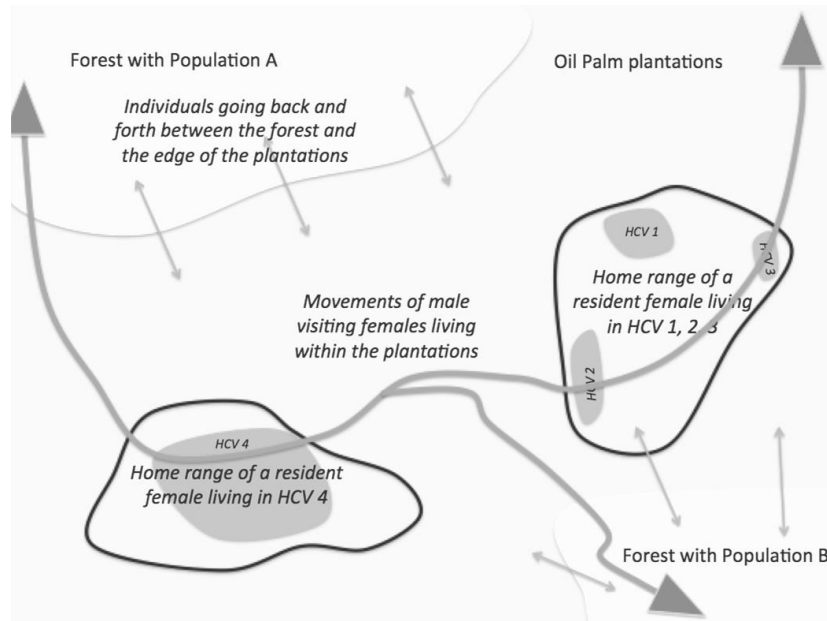 Forest with Population A
Oil Palm plantations
Individuals going back and
forth between the forest and
the edge of the plantations
HCV 1
HCV 3
Home range of a
resident female living
in HCV 1, 2, 3
Movements of male
visiting females living
within the plantations
HCV 2
HCV 4
Home range of a resident
female living in HCV 4
Forest with Population B